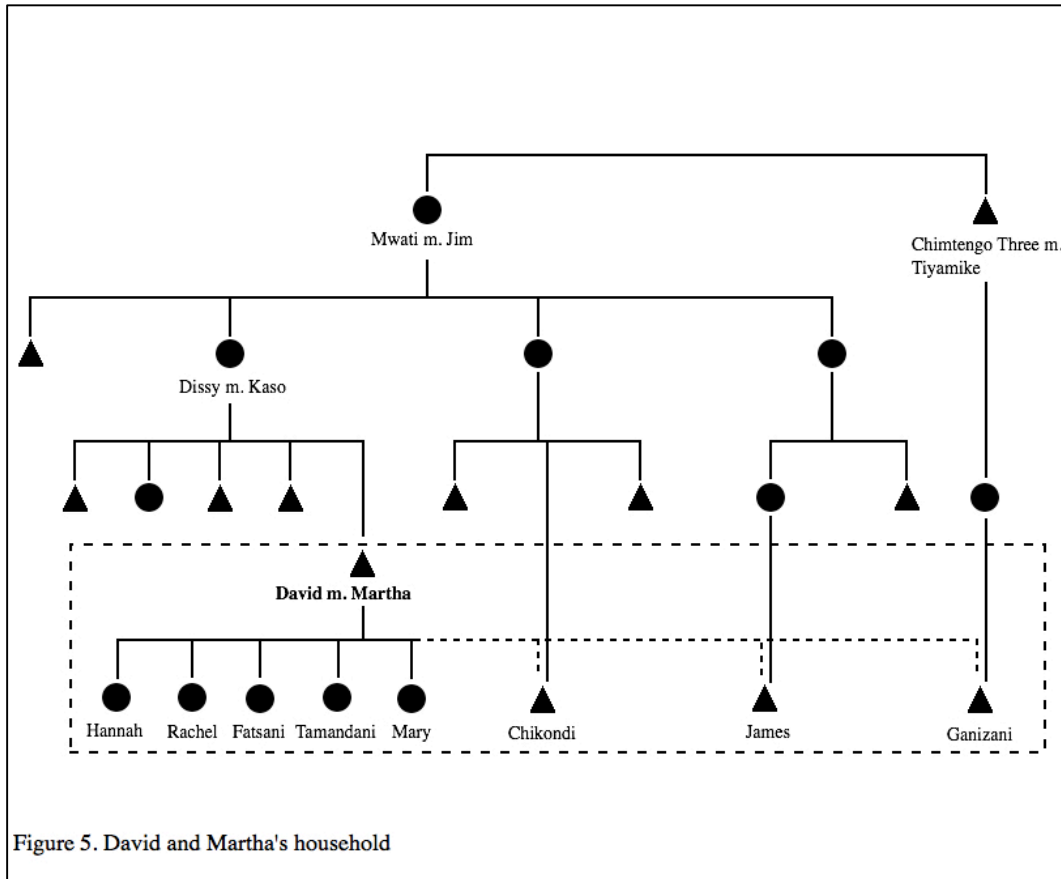 Mwati m. Jim
Chimtengo Three m.
Tiyamike
Dissy m. Kaso
David m. Martha
Hannah
Rachel
Fatsani
Tamandani
Mary
Chikondi
James
Ganizani
Figure 5. David and Martha's household